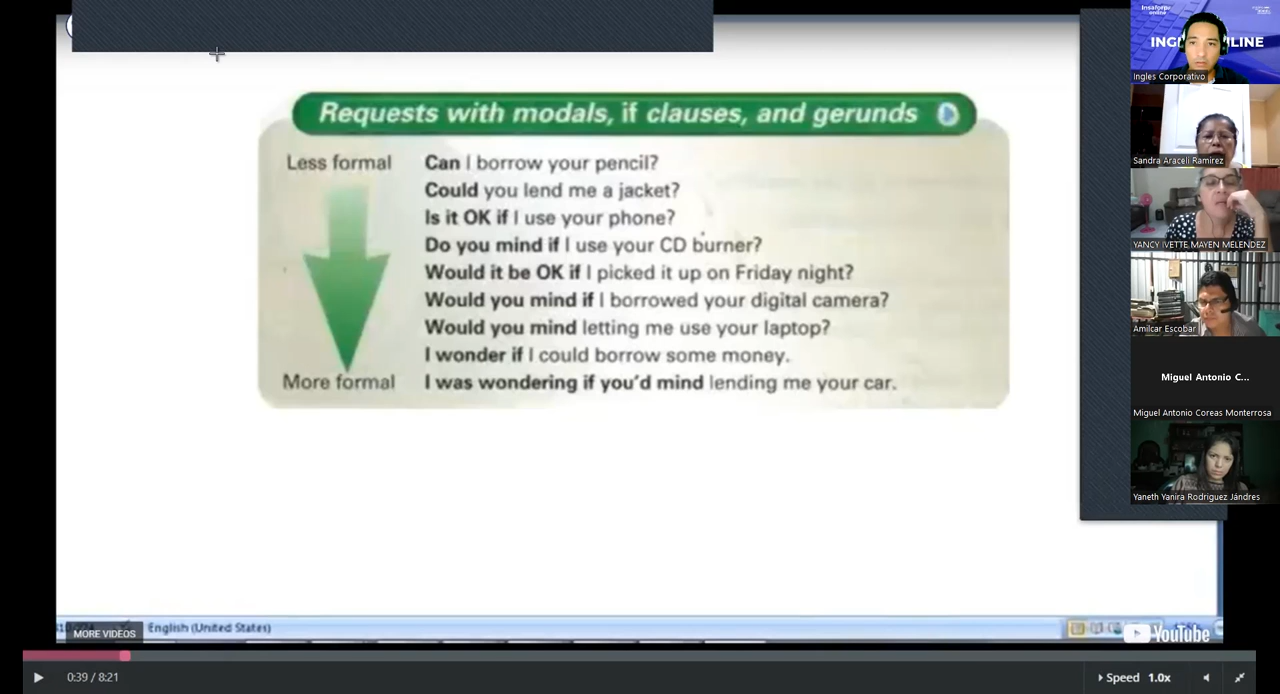 Requests with modals, if clauses, and gerunds
Less formal
Can I borrow your pencil?
Could you lend me a jacket?
Is it OK if I use your phone?
Do you mind if I use your CD burner?
Would it be OK if I picked it up on Friday night?
Would you mind if I borrowed your digital camera?
Would you mind letting me use your laptop?
I wonder if I could borrow some money.
More formal
I was wondering if you'd mind lending me your car.
English (United States)
MORE VIDEOS
YouTube
0:39 / 8:21
Speed 1.0x
Insaforp
online
Ingles Corporativo
Sandra Araceli Ramirez
YANCY IVETTE MAYEN MELENDEZ
Amilcar Escobar
Miguel Antonio C...
Miguel Antonio Coreas Monterrosa
Yaneth Yanira Rodriguez Jándres